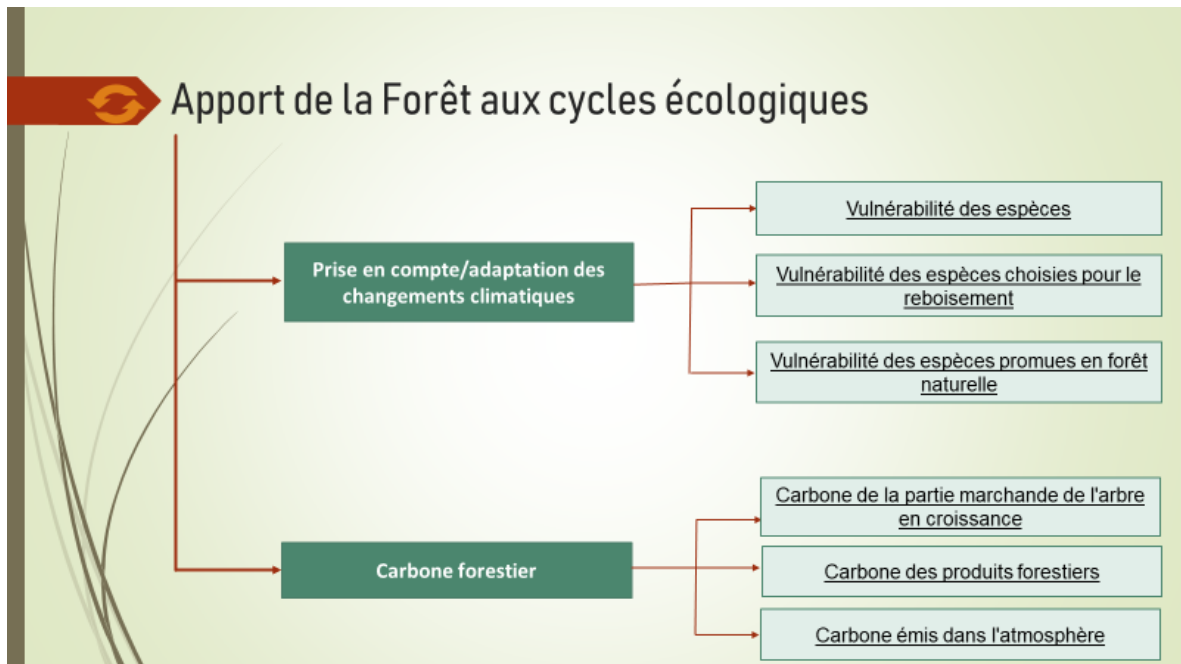 Apport de la Forêt aux cycles écologiques
Prise en compte/adaptation des
changements climatiques
Vulnérabilité des espèces
Vulnérabilité des espèces choisies pour le
reboisement
Vulnérabilité des espèces promues en forêt
naturelle
Carbone forestier
Carbone de la partie marchande de l'arbre
en croissance
Carbone des produits forestiers
Carbone émis dans l'atmosphère